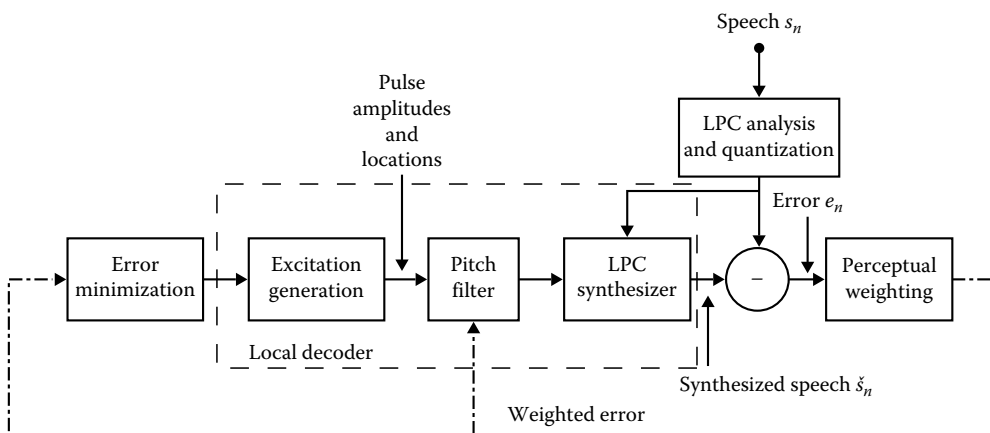 Speech sₙ
Pulse
amplitudes
and
locations
LPC analysis
and quantization
Error eₙ
Error
minimization
Excitation
generation
Pitch
filter
LPC
synthesizer
–
Perceptual
weighting
Local decoder
Synthesized speech šₙ
Weighted error